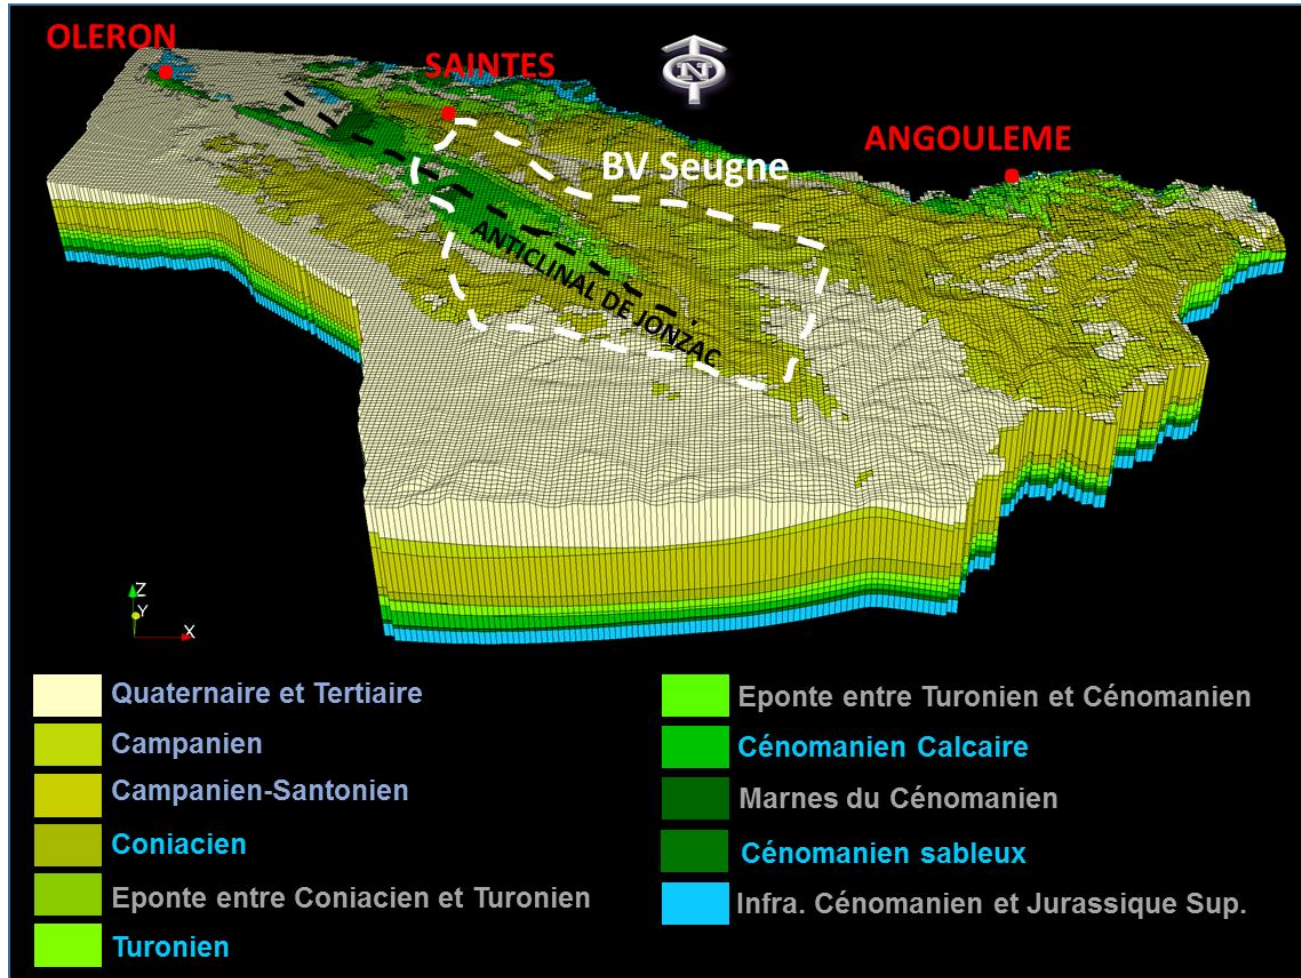 OLERON
SAINTES
N
ANGOULEME
BV Seugne
ANTICLINAL DE JONZAC
Z
Y
X
Quaternaire et Tertiaire
Campanien
Campanien-Santonien
Coniacien
Eponte entre Coniacien et Turonien
Turonien
Eponte entre Turonien et Cénomanien
Cénomanien Calcaire
Marnes du Cénomanien
Cénomanien sableux
Infra. Cénomanien et Jurassique Sup.